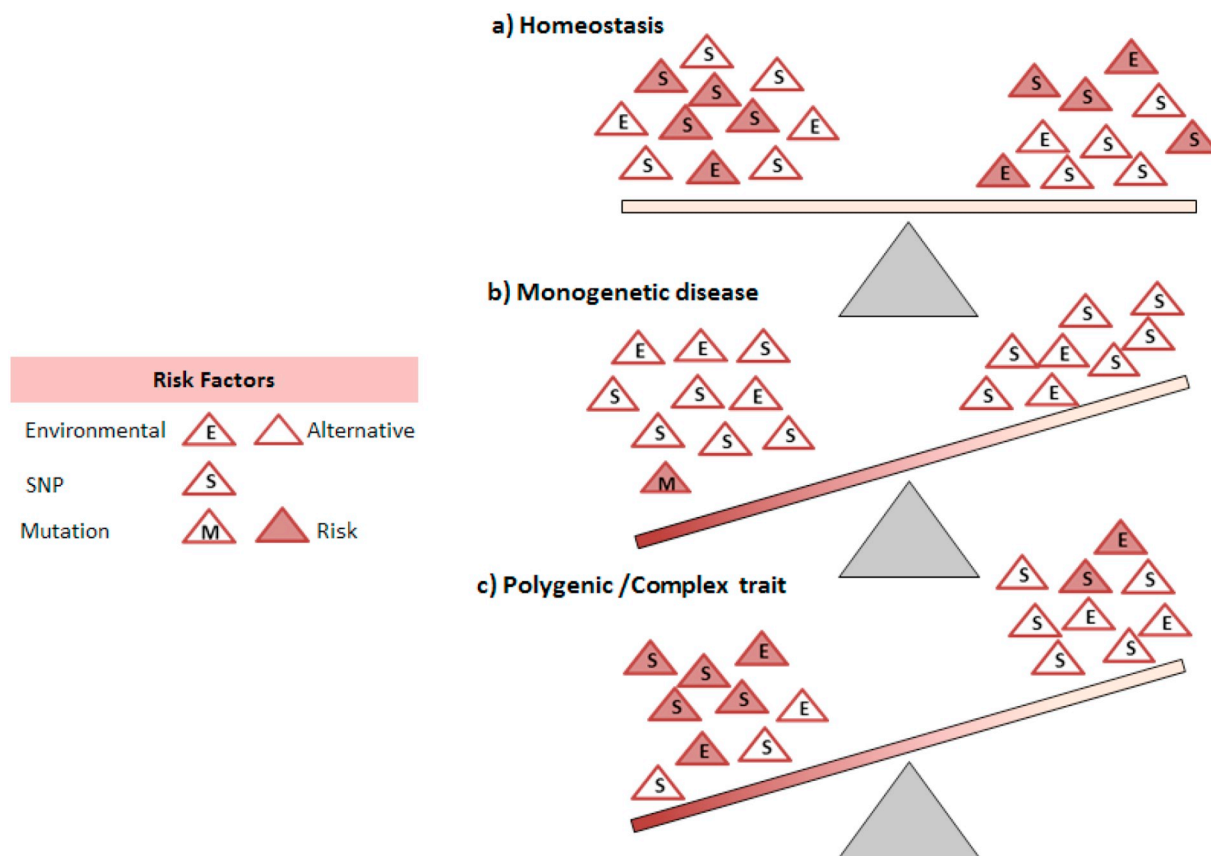 a) Homeostasis
S
S S
S
E S S E
S E S
E
S S S
E S S
E S S
b) Monogenetic disease
E E S
S S E
S S S
M
S S
S E S S
S E
Risk Factors
Environmental E Alternative
SNP S
Mutation M Risk
c) Polygenic /Complex trait
S S E
S S E
E S
S
E
S S S
S E E
S S